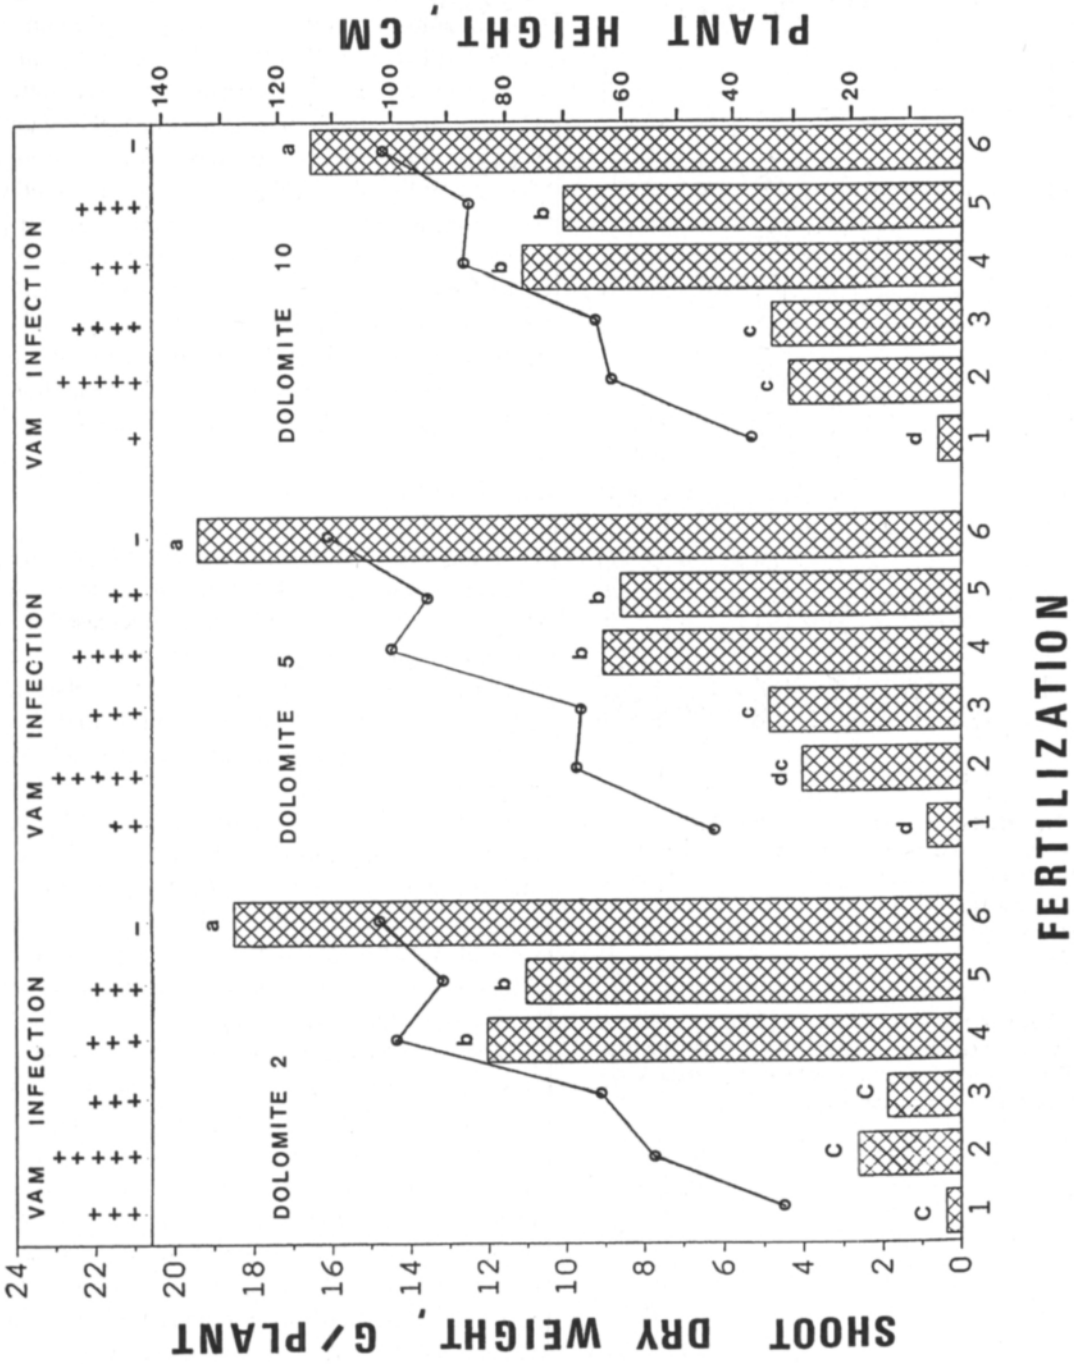 VAM INFECTION VAM INFECTION VAM INFECTION
+++ +++++ +++ +++ +++ - ++ +++++ +++ ++++ ++ - + +++++ ++++ +++ ++++ -
DOLOMITE 2 DOLOMITE 5 DOLOMITE 10
C C C b b a d dc c b b a d c c b b a
SHOOT DRY WEIGHT, G/PLANT
24
22
20
18
16
14
12
10
8
6
4
2
0
PLANT HEIGHT, CM
140
120
100
80
60
40
20
1 2 3 4 5 6 1 2 3 4 5 6 1 2 3 4 5 6
FERTILIZATION